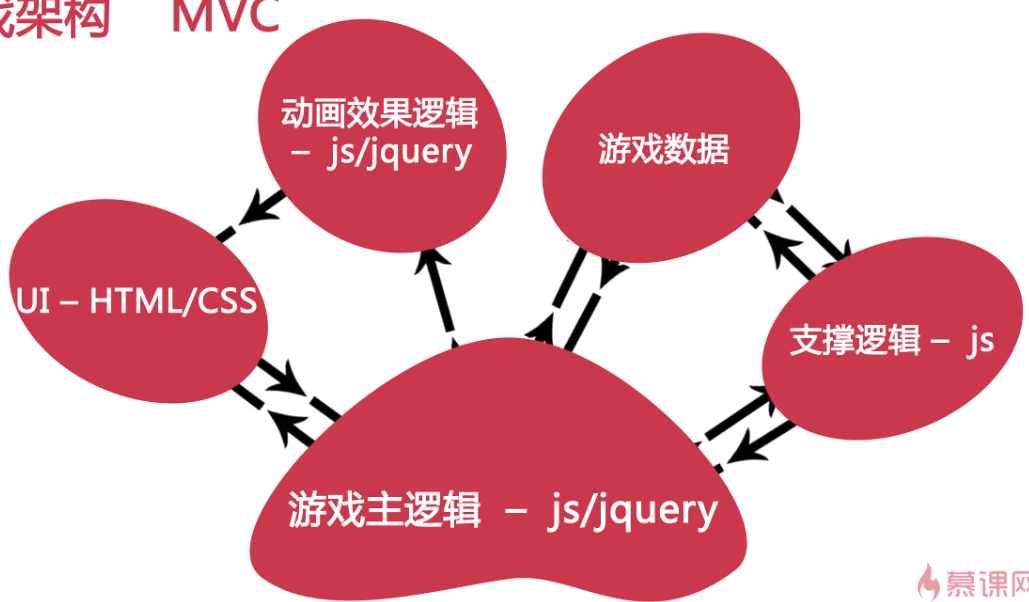 架构 MVC
动画效果逻辑
– js/jquery
游戏数据
UI – HTML/CSS
支撑逻辑 – js
游戏主逻辑 – js/jquery
慕课网